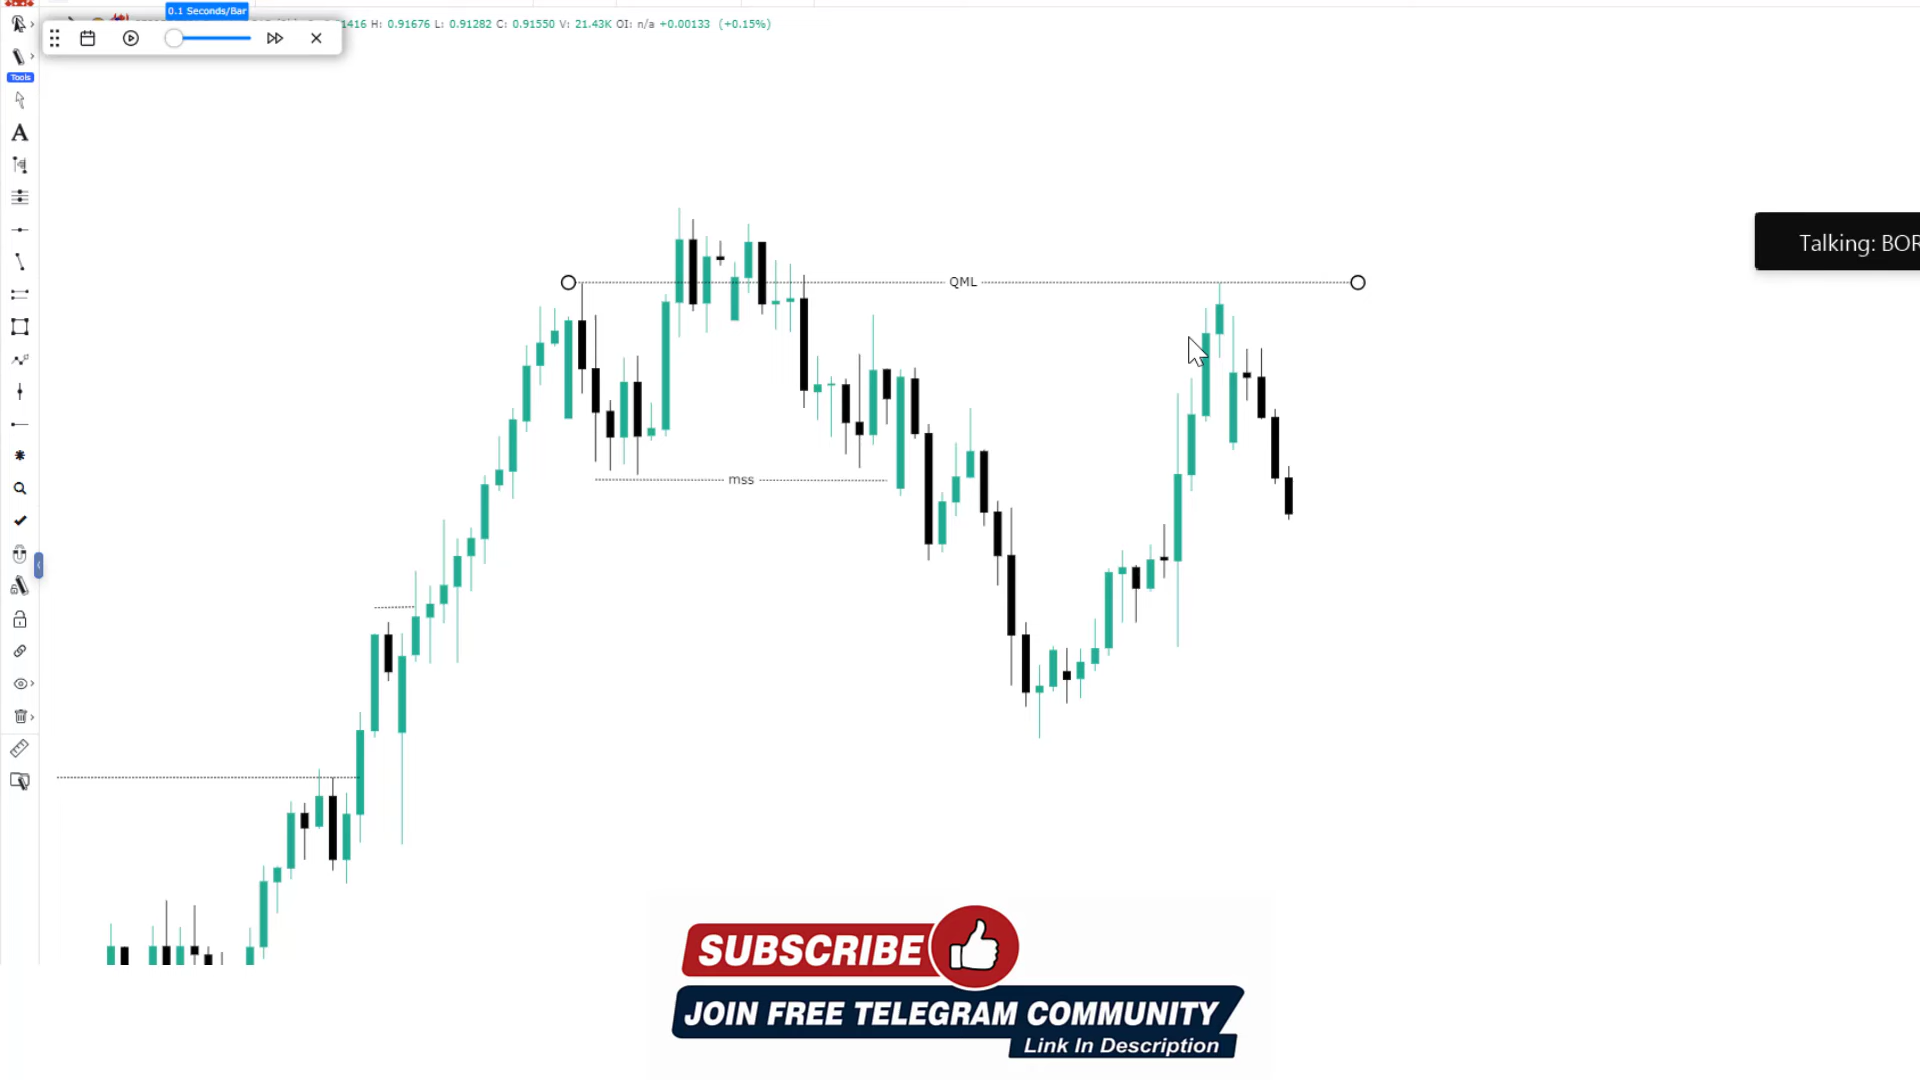 0.1 Seconds/Bar
1416 H: 0.91676 L: 0.91282 C: 0.91550 V: 21.43K OI: n/a +0.00133 (+0.15%)
Tools
A
Talking: BOR
QML
mss
SUBSCRIBE
JOIN FREE TELEGRAM COMMUNITY
Link In Description